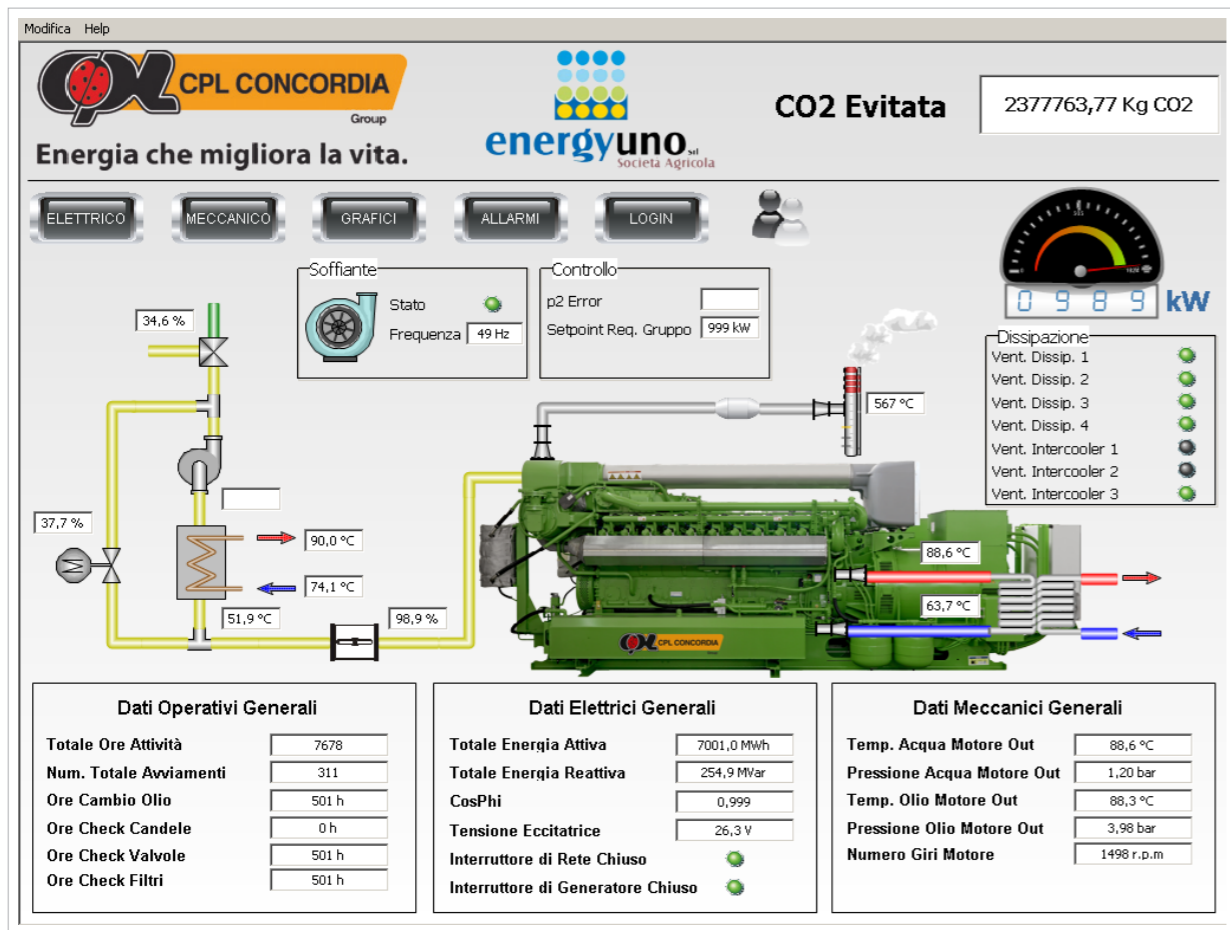 Modifica Help
CPL CONCORDIA
Group
Energia che migliora la vita.
energyuno srl
Società Agricola
CO2 Evitata
2377763,77 Kg CO2
ELETTRICO
MECCANICO
GRAFICI
ALLARMI
LOGIN
0989 kW
Soffiante
Stato
Frequenza 49 Hz
Controllo
p2 Error
Setpoint Req. Gruppo 999 kW
Dissipazione
Vent. Dissip. 1
Vent. Dissip. 2
Vent. Dissip. 3
Vent. Dissip. 4
Vent. Intercooler 1
Vent. Intercooler 2
Vent. Intercooler 3
34,6 %
567 °C
37,7 %
90,0 °C
74,1 °C
51,9 °C
98,9 %
88,6 °C
63,7 °C
CPL CONCORDIA
Dati Operativi Generali
Totale Ore Attività 7678
Num. Totale Avviamenti 311
Ore Cambio Olio 501 h
Ore Check Candele 0 h
Ore Check Valvole 501 h
Ore Check Filtri 501 h
Dati Elettrici Generali
Totale Energia Attiva 7001,0 MWh
Totale Energia Reattiva 254,9 MVar
CosPhi 0,999
Tensione Eccitatrice 26,3 V
Interruttore di Rete Chiuso
Interruttore di Generatore Chiuso
Dati Meccanici Generali
Temp. Acqua Motore Out 88,6 °C
Pressione Acqua Motore Out 1,20 bar
Temp. Olio Motore Out 88,3 °C
Pressione Olio Motore Out 3,98 bar
Numero Giri Motore 1498 r.p.m